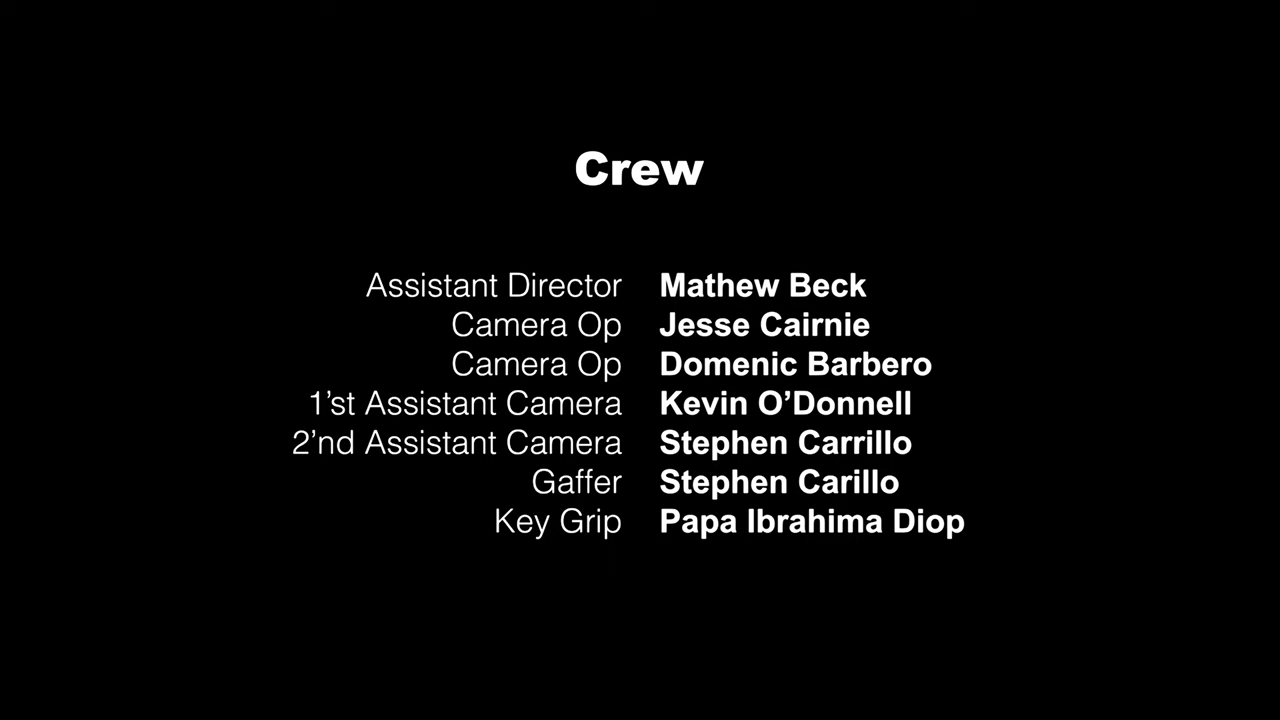 Crew
Assistant Director Mathew Beck
Camera Op Jesse Cairnie
Camera Op Domenic Barbero
1’st Assistant Camera Kevin O’Donnell
2’nd Assistant Camera Stephen Carrillo
Gaffer Stephen Carillo
Key Grip Papa Ibrahima Diop